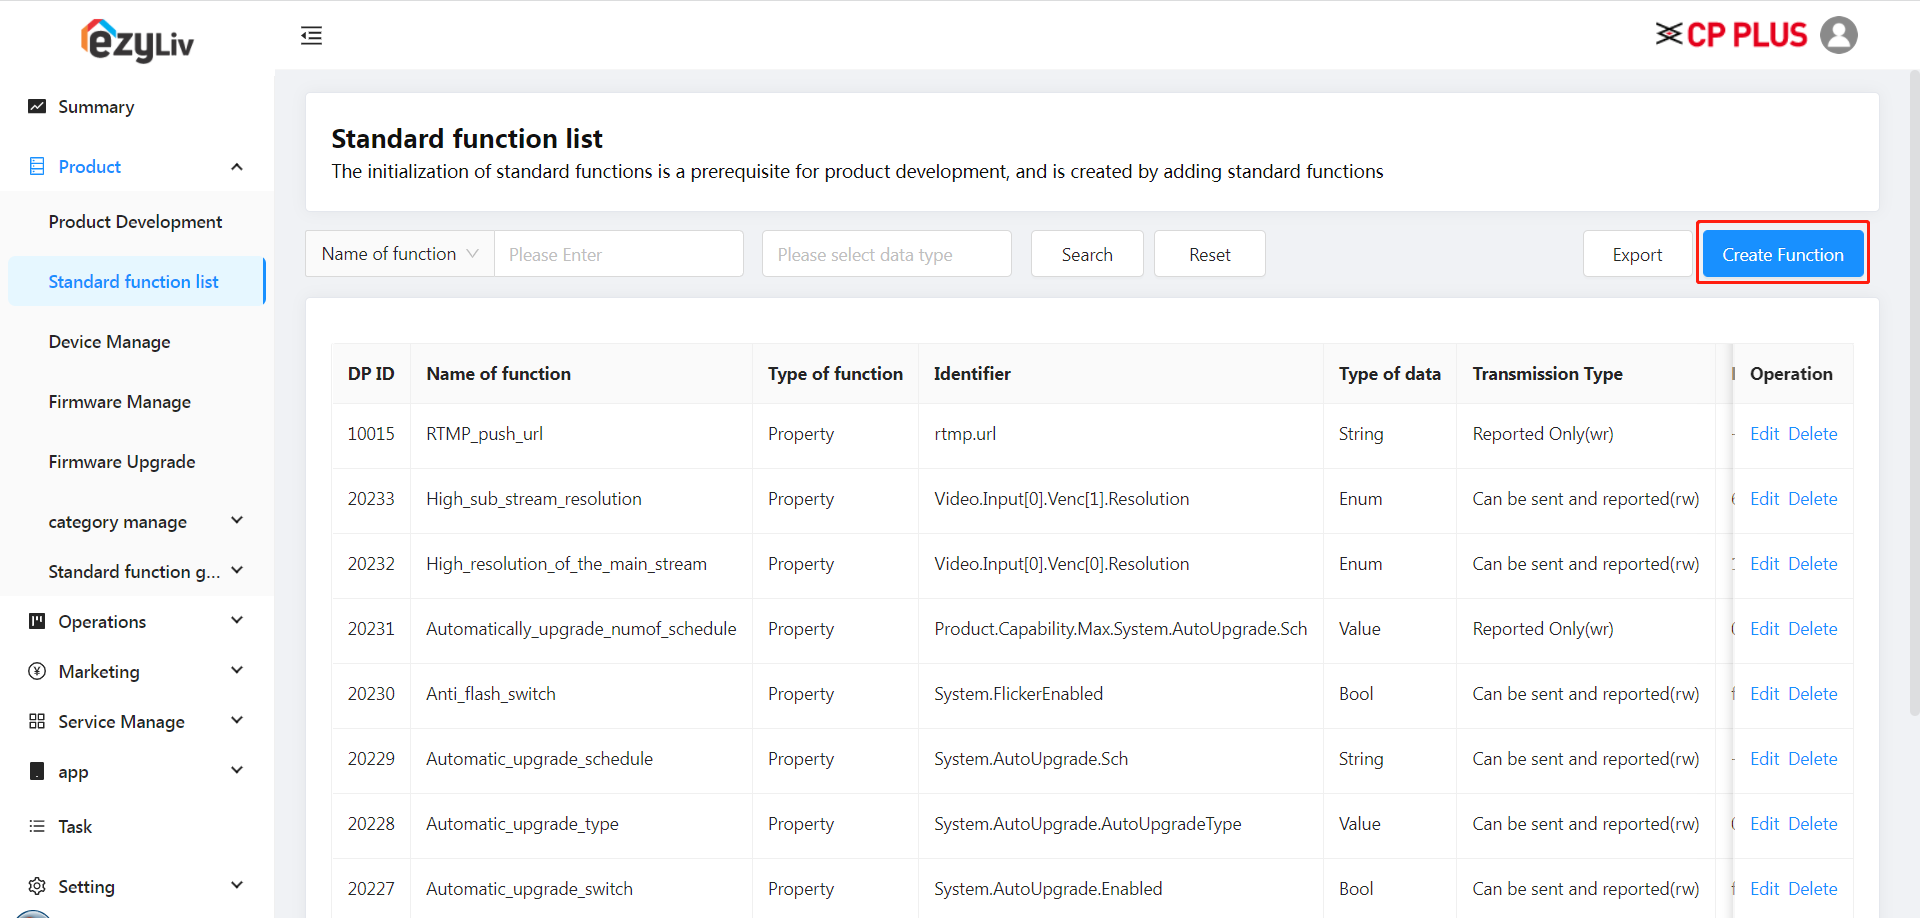 ezyLiv
CP PLUS
Summary
Product
Product Development
Standard function list
Device Manage
Firmware Manage
Firmware Upgrade
category manage
Standard function g...
Operations
Marketing
Service Manage
app
Task
Setting
Standard function list
The initialization of standard functions is a prerequisite for product development, and is created by adding standard functions
Name of function Please Enter Please select data type Search Reset Export Create Function
DP ID Name of function Type of function Identifier Type of data Transmission Type Operation
10015 RTMP_push_url Property rtmp.url String Reported Only(wr) - Edit Delete
20233 High_sub_stream_resolution Property Video.Input[0].Venc[1].Resolution Enum Can be sent and reported(rw) Edit Delete
20232 High_resolution_of_the_main_stream Property Video.Input[0].Venc[0].Resolution Enum Can be sent and reported(rw) Edit Delete
20231 Automatically_upgrade_numof_schedule Property Product.Capability.Max.System.AutoUpgrade.Sch Value Reported Only(wr) Edit Delete
20230 Anti_flash_switch Property System.FlickerEnabled Bool Can be sent and reported(rw) Edit Delete
20229 Automatic_upgrade_schedule Property System.AutoUpgrade.Sch String Can be sent and reported(rw) - Edit Delete
20228 Automatic_upgrade_type Property System.AutoUpgrade.AutoUpgradeType Value Can be sent and reported(rw) Edit Delete
20227 Automatic_upgrade_switch Property System.AutoUpgrade.Enabled Bool Can be sent and reported(rw) Edit Delete